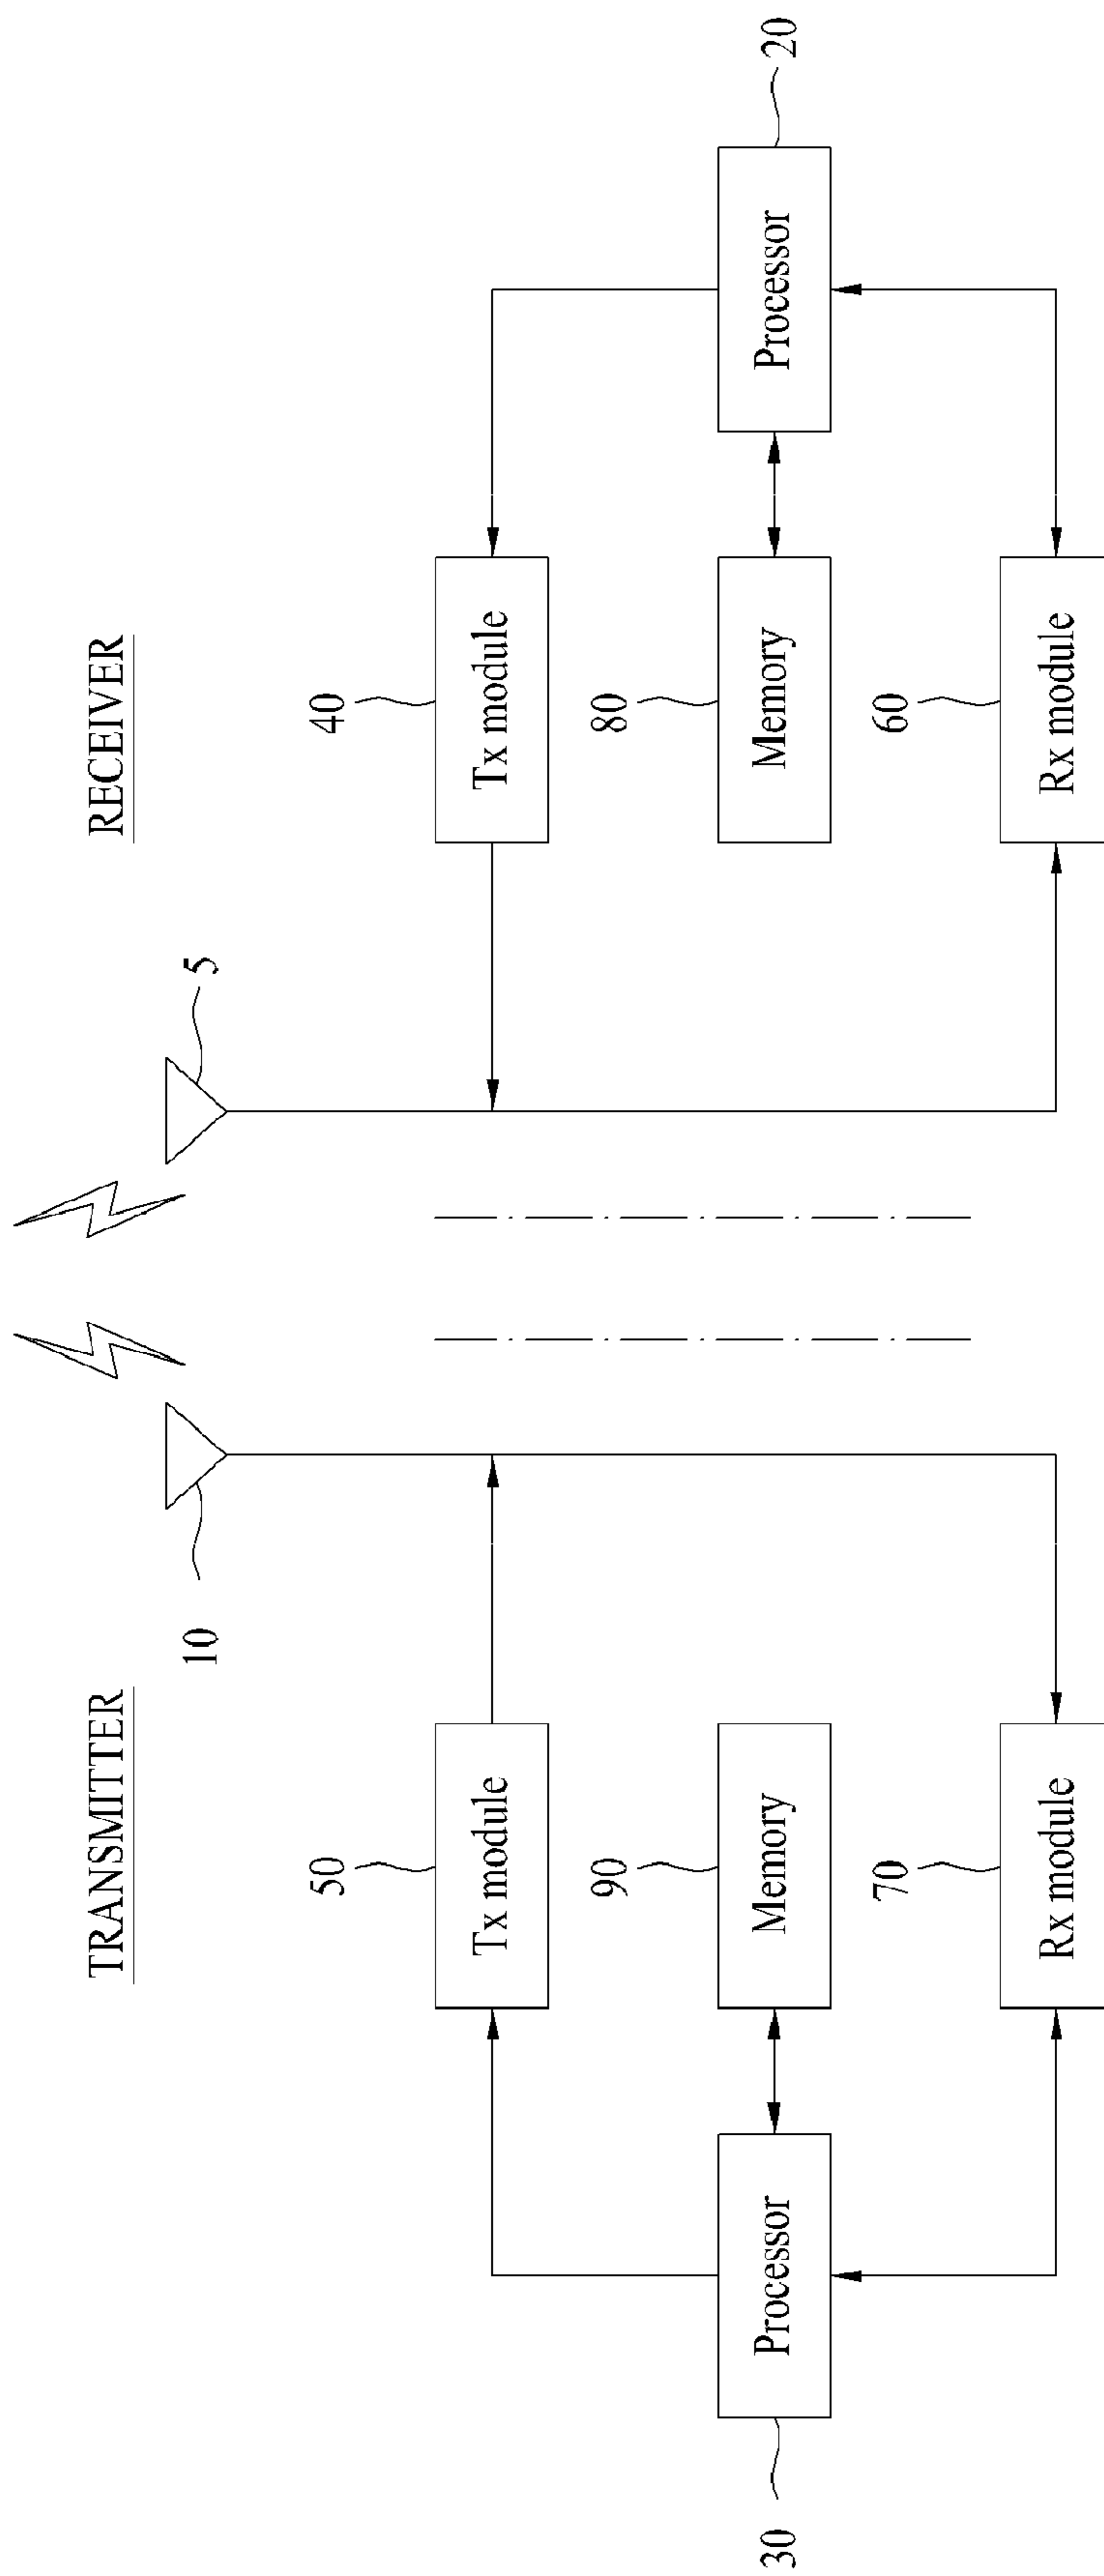 TRANSMITTER
RECEIVER
10
5
50
Tx module
40
Tx module
30
Processor
90
Memory
80
Memory
Processor
20
70
Rx module
60
Rx module